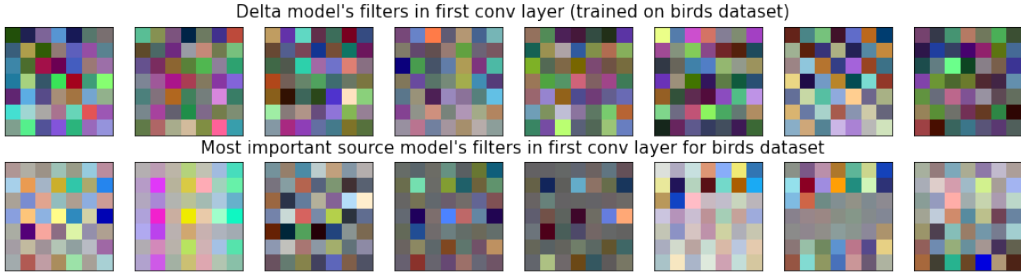 Delta model's filters in first conv layer (trained on birds dataset)
Most important source model's filters in first conv layer for birds dataset